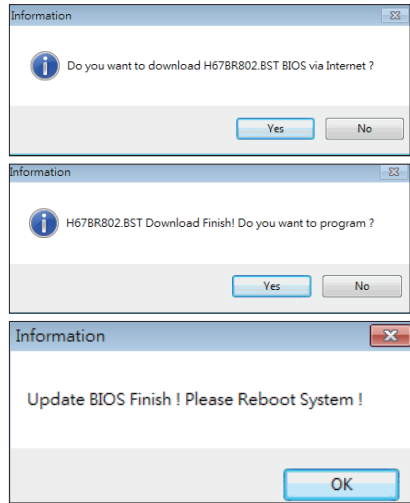 Information
Do you want to download H67BR802.BST BIOS via Internet ?
Yes No
Information
H67BR802.BST Download Finish! Do you want to program ?
Yes No
Information
Update BIOS Finish ! Please Reboot System !
OK